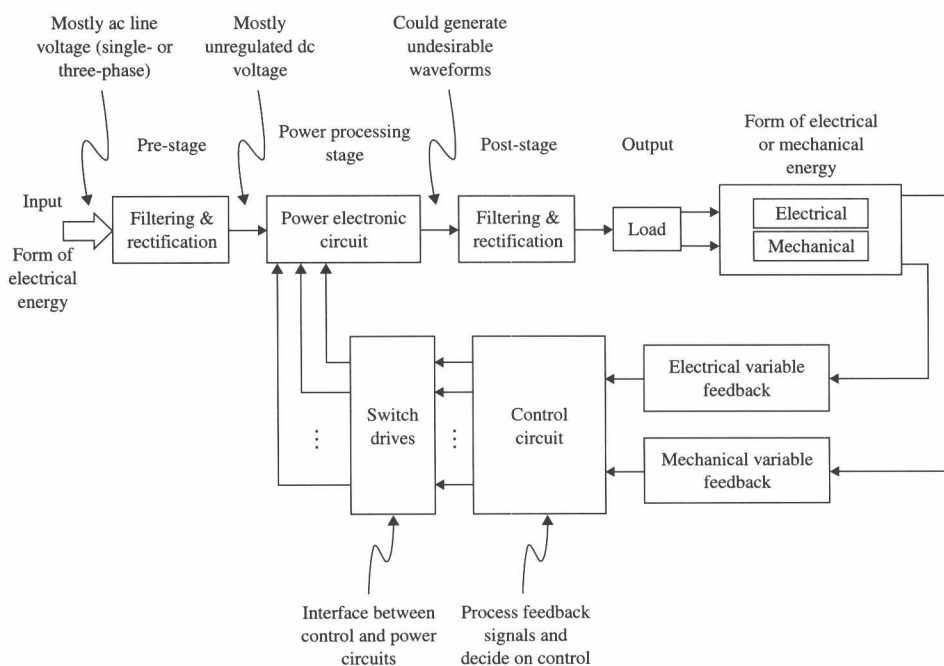 Mostly ac line
voltage (single- or
three-phase)
Mostly
unregulated dc
voltage
Could generate
undesirable
waveforms
Pre-stage
Power processing
stage
Post-stage
Output
Form of electrical
or mechanical
energy
Input
Form of
electrical
energy
Filtering &
rectification
Power electronic
circuit
Filtering &
rectification
Load
Electrical
Mechanical
Switch
drives
Control
circuit
Electrical variable
feedback
Mechanical variable
feedback
Interface between
control and power
circuits
Process feedback
signals and
decide on control